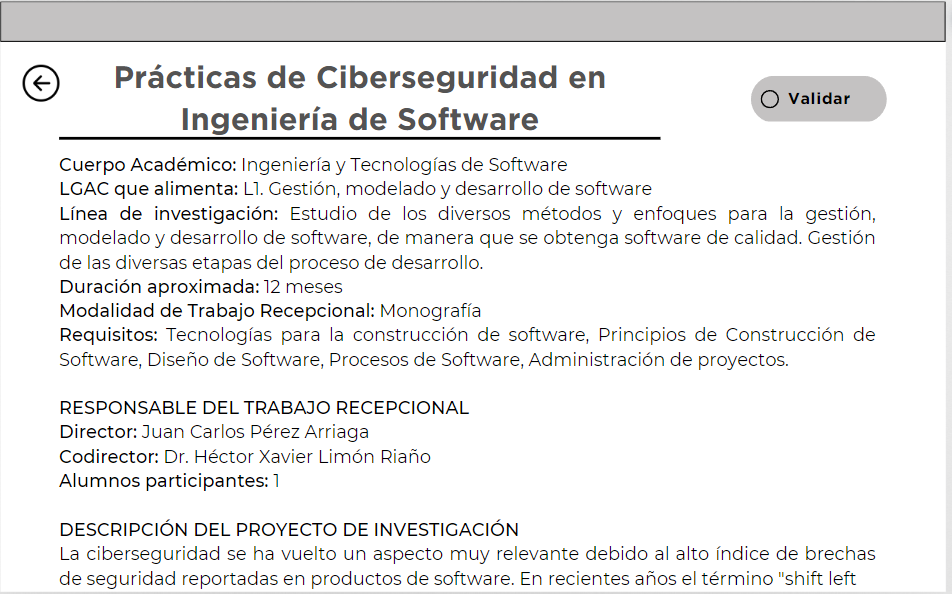 Prácticas de Ciberseguridad en
Ingeniería de Software
Validar
Cuerpo Académico: Ingeniería y Tecnologías de Software
LGAC que alimenta: L1. Gestión, modelado y desarrollo de software
Línea de investigación: Estudio de los diversos métodos y enfoques para la gestión,
modelado y desarrollo de software, de manera que se obtenga software de calidad. Gestión
de las diversas etapas del proceso de desarrollo.
Duración aproximada: 12 meses
Modalidad de Trabajo Recepcional: Monografía
Requisitos: Tecnologías para la construcción de software, Principios de Construcción de
Software, Diseño de Software, Procesos de Software, Administración de proyectos.
RESPONSABLE DEL TRABAJO RECEPCIONAL
Director: Juan Carlos Pérez Arriaga
Codirector: Dr. Héctor Xavier Limón Riaño
Alumnos participantes: 1
DESCRIPCIÓN DEL PROYECTO DE INVESTIGACIÓN
La ciberseguridad se ha vuelto un aspecto muy relevante debido al alto índice de brechas
de seguridad reportadas en productos de software. En recientes años el término "shift left